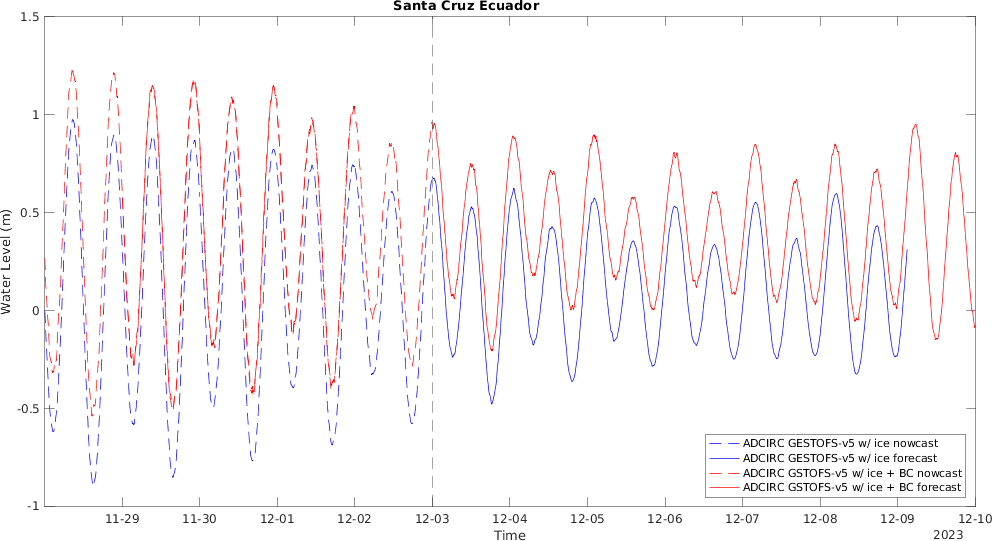 Santa Cruz Ecuador
1.5
1
0.5
0
-0.5
-1
Water Level (m)
11-29
11-30
12-01
12-02
12-03
12-04
12-05
12-06
12-07
12-08
12-09
12-10
Time
2023
ADCIRC GESTOFS-v5 w/ ice nowcast
ADCIRC GESTOFS-v5 w/ ice forecast
ADCIRC GSTOFS-v5 w/ ice + BC nowcast
ADCIRC GSTOFS-v5 w/ ice + BC forecast